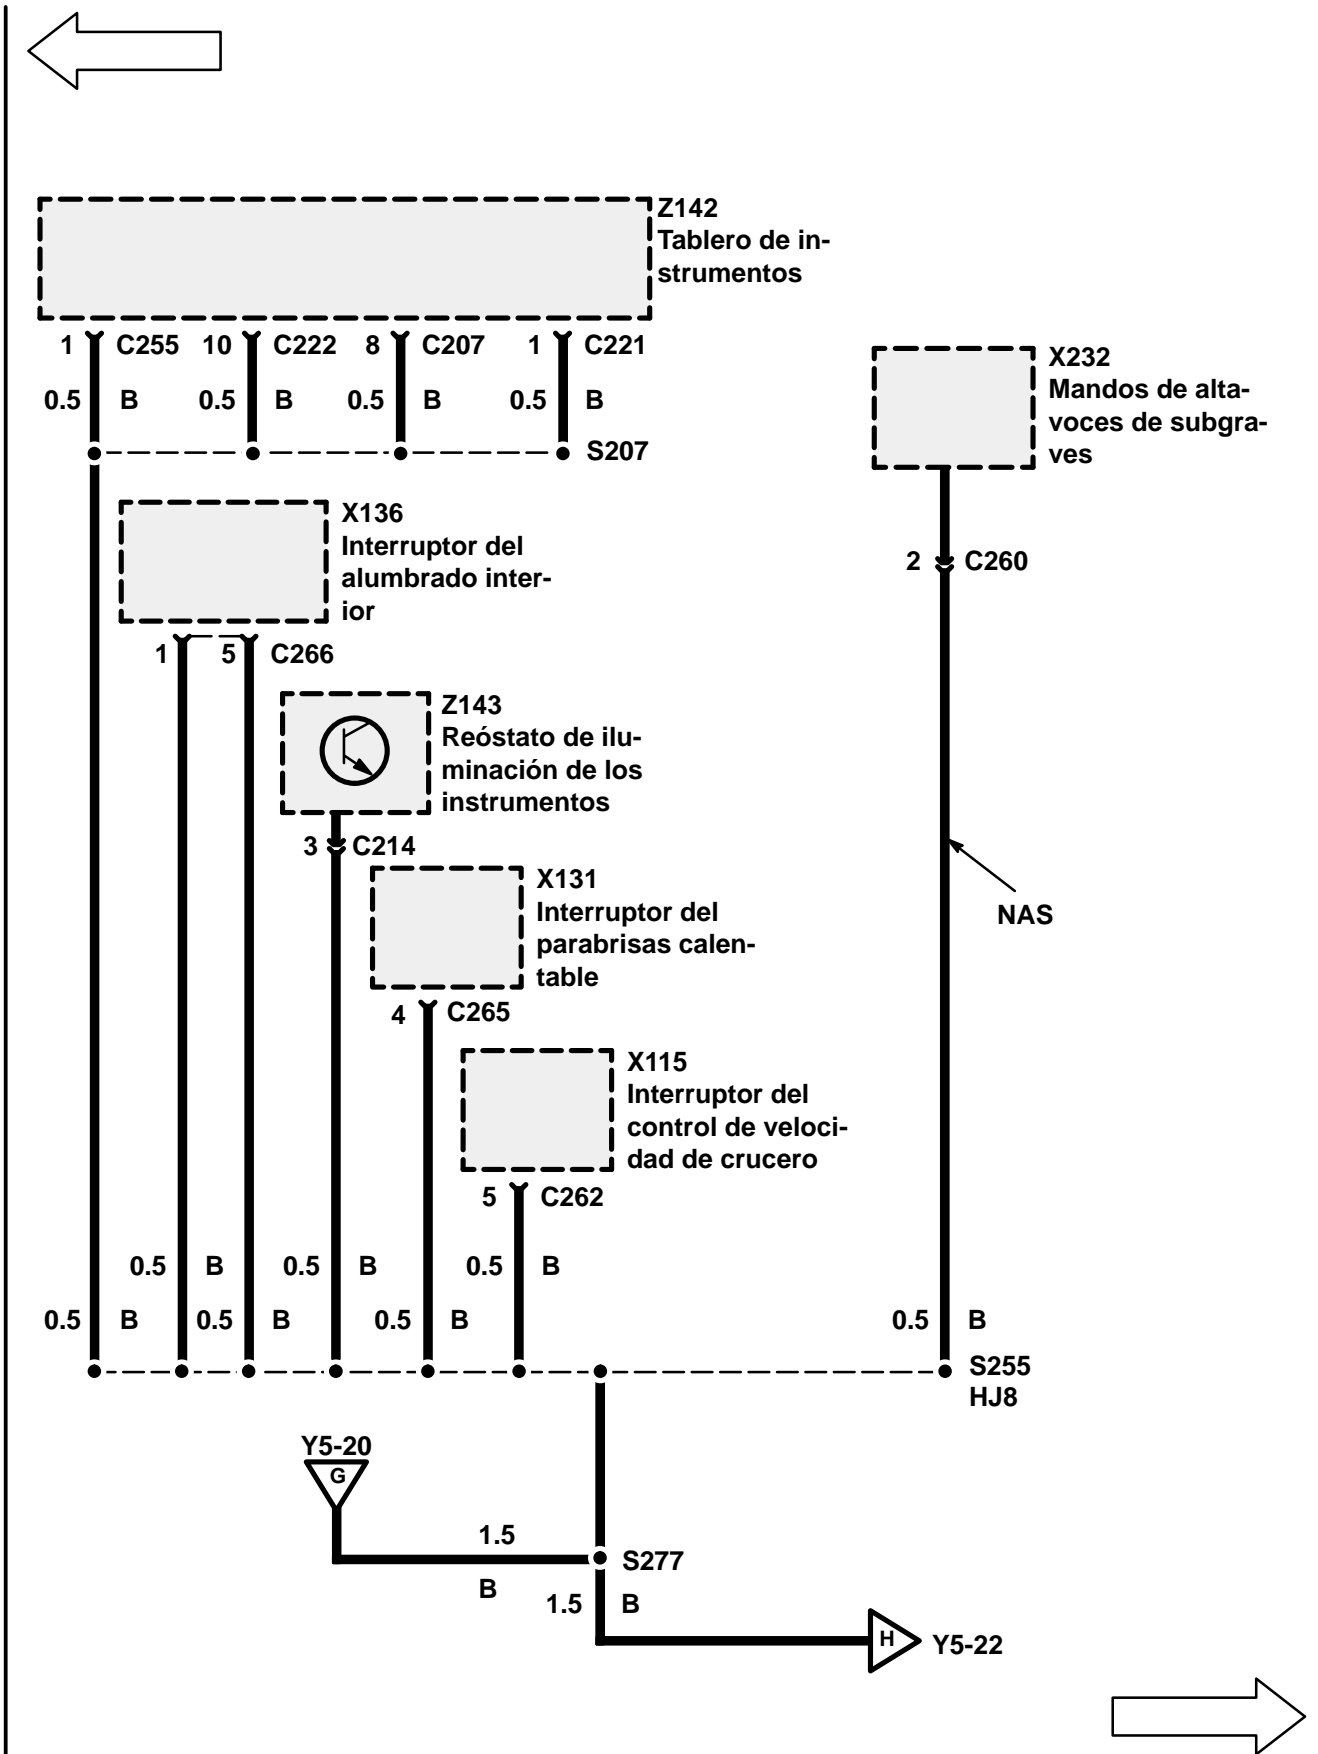 Z142
Tablero de in-
strumentos
1 C255 10 C222 8 C207 1 C221
0.5 B 0.5 B 0.5 B 0.5 B
S207
X232
Mandos de alta-
voces de subgra-
ves
2 C260
X136
Interruptor del
alumbrado inter-
ior
1 5 C266
Z143
Reóstato de ilu-
minación de los
instrumentos
3 C214
X131
Interruptor del
parabrisas calen-
table
4 C265
NAS
X115
Interruptor del
control de veloci-
dad de crucero
5 C262
0.5 B 0.5 B 0.5 B
0.5 B 0.5 B 0.5 B 0.5 B
S255
HJ8
Y5-20
G
1.5
B
S277
1.5 B
H Y5-22